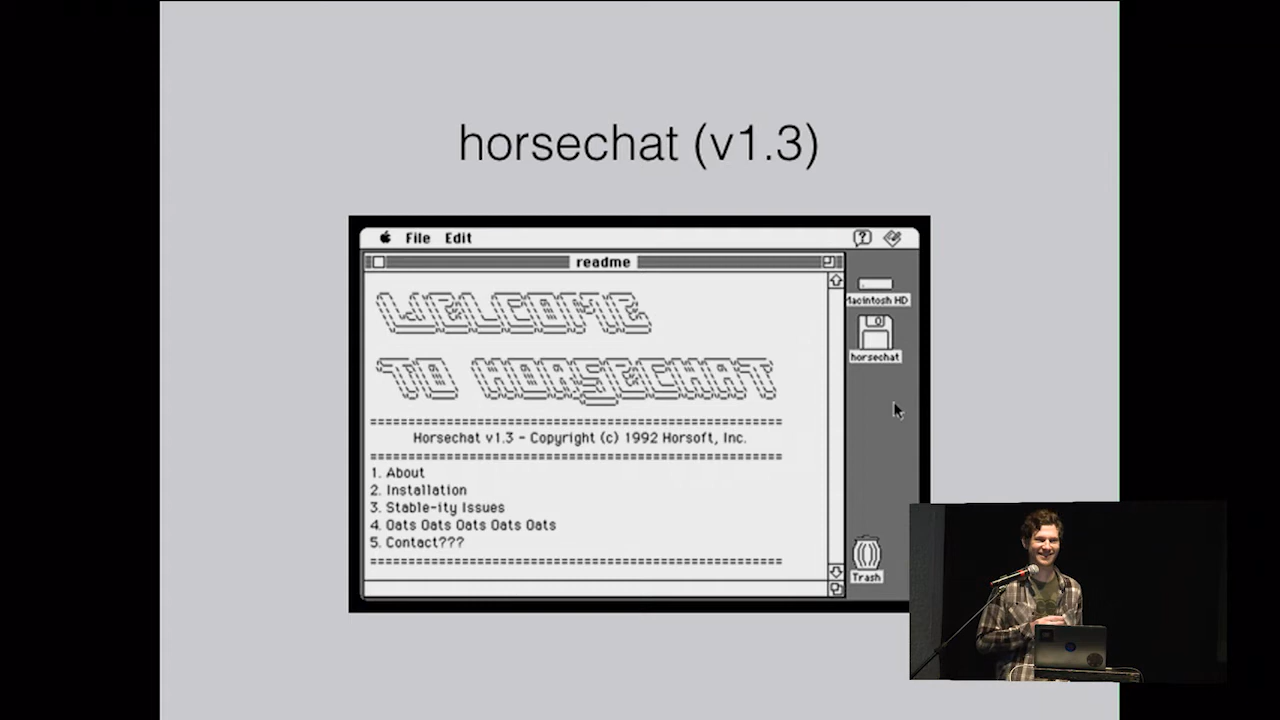 horsechat (v1.3)
File Edit
readme
WELCOME
TO HORSECHAT
Horsechat v1.3 - Copyright (c) 1992 Horsoft, Inc.
1. About
2. Installation
3. Stable-ity Issues
4. Oats Oats Oats Oats Oats
5. Contact???
Macintosh HD
horsechat
Trash